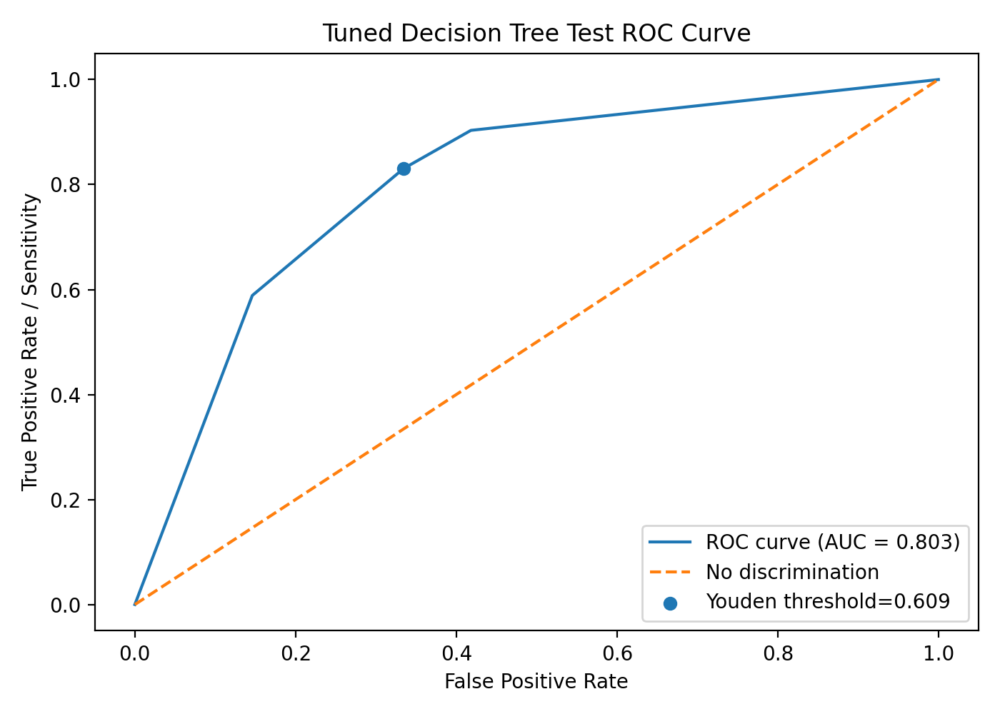 Tuned Decision Tree Test ROC Curve
True Positive Rate / Sensitivity
1.0
0.8
0.6
0.4
0.2
0.0
ROC curve (AUC = 0.803)
No discrimination
Youden threshold=0.609
0.0 0.2 0.4 0.6 0.8 1.0
False Positive Rate